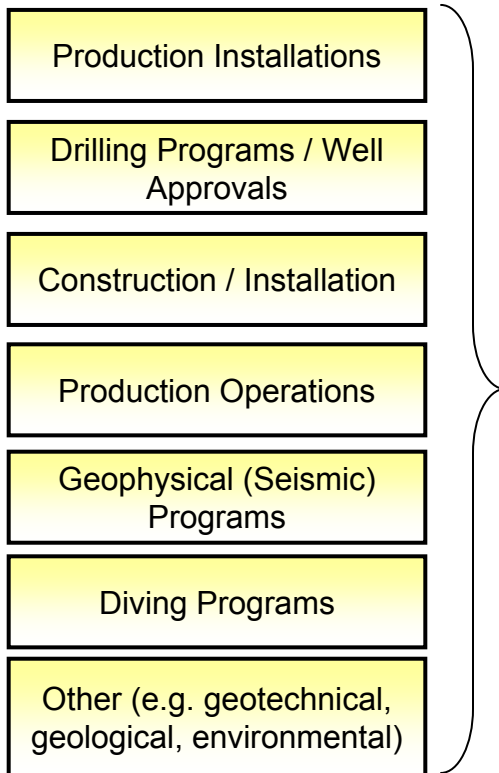 Production Installations
Drilling Programs / Well
Approvals
Construction / Installation
Production Operations
Geophysical (Seismic)
Programs
Diving Programs
Other (e.g. geotechnical,
geological, environmental)